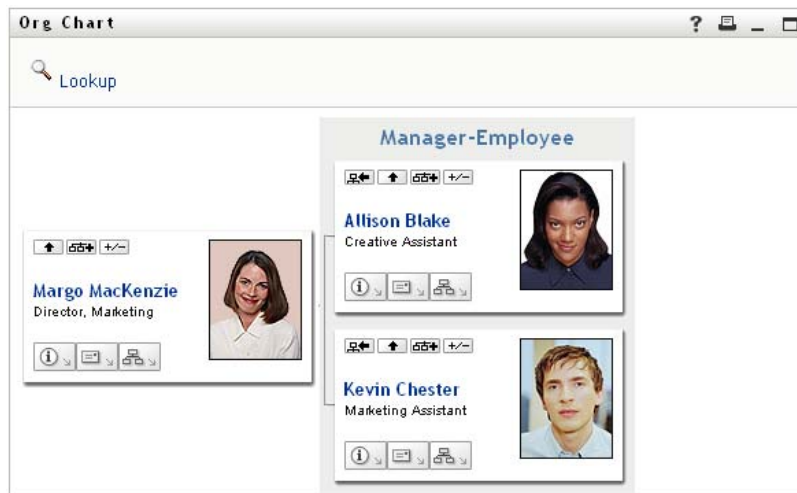 Org Chart
?
Lookup
Manager-Employee
+/-
Allison Blake
Creative Assistant
+/-
Margo MacKenzie
Director, Marketing
+/-
Kevin Chester
Marketing Assistant